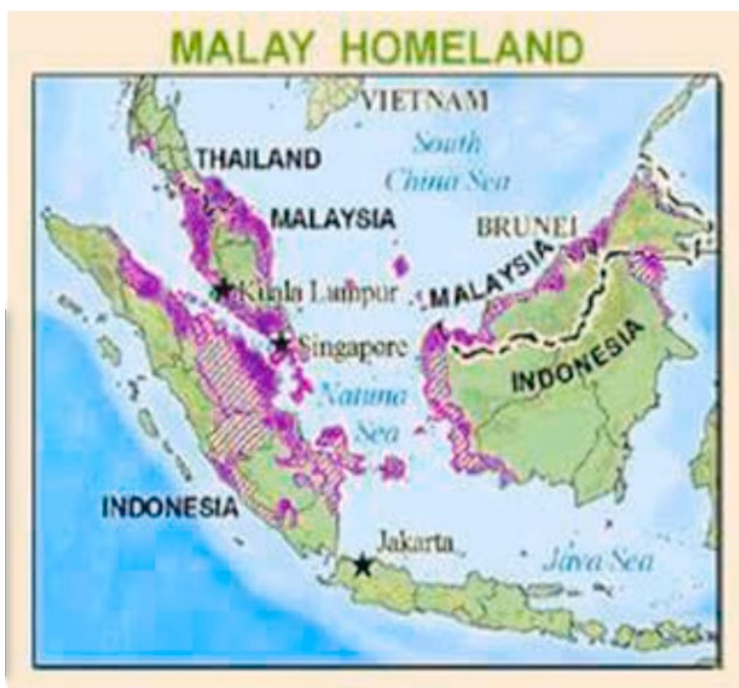 MALAY HOMELAND
VIETNAM
South
China Sea
THAILAND
MALAYSIA
BRUNEI
MALAYSIA
Kuala Lumpur
Singapore
INDONESIA
Natuna
Sea
INDONESIA
Jakarta
Java Sea